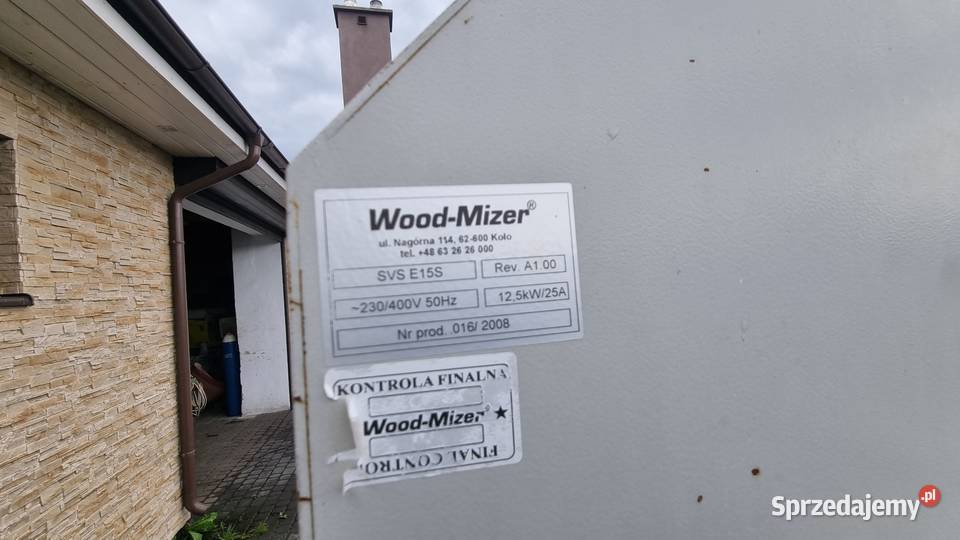 Wood-Mizer®
ul. Nagórna 114, 62-600 Koło
tel. +48 63 26 26 000
SVS E15S
Rev. A1.00
~230/400V 50Hz
12,5kW/25A
Nr prod. .016/ 2008
KONTROLA FINALNA
Wood-Mizer®
FINAL CONTRO
Sprzedajemy.pl